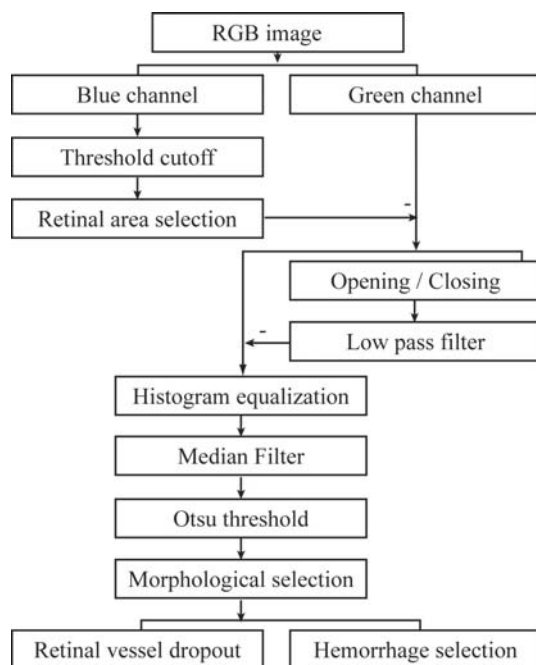 RGB image
Blue channel
Green channel
Threshold cutoff
Retinal area selection
-
Opening / Closing
-
Low pass filter
Histogram equalization
Median Filter
Otsu threshold
Morphological selection
Retinal vessel dropout
Hemorrhage selection